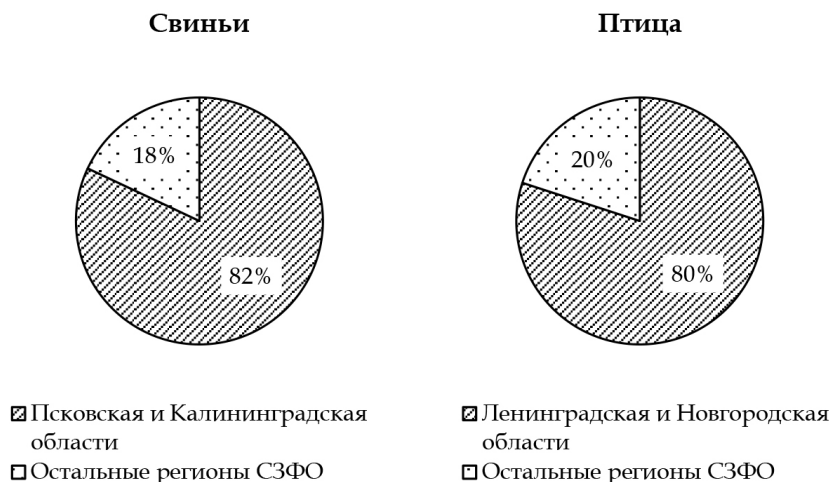 Свиньи
18%
82%
Псковская и Калининградская
области
Остальные регионы СЗФО
Птица
20%
80%
Ленинградская и Новгородская
области
Остальные регионы СЗФО